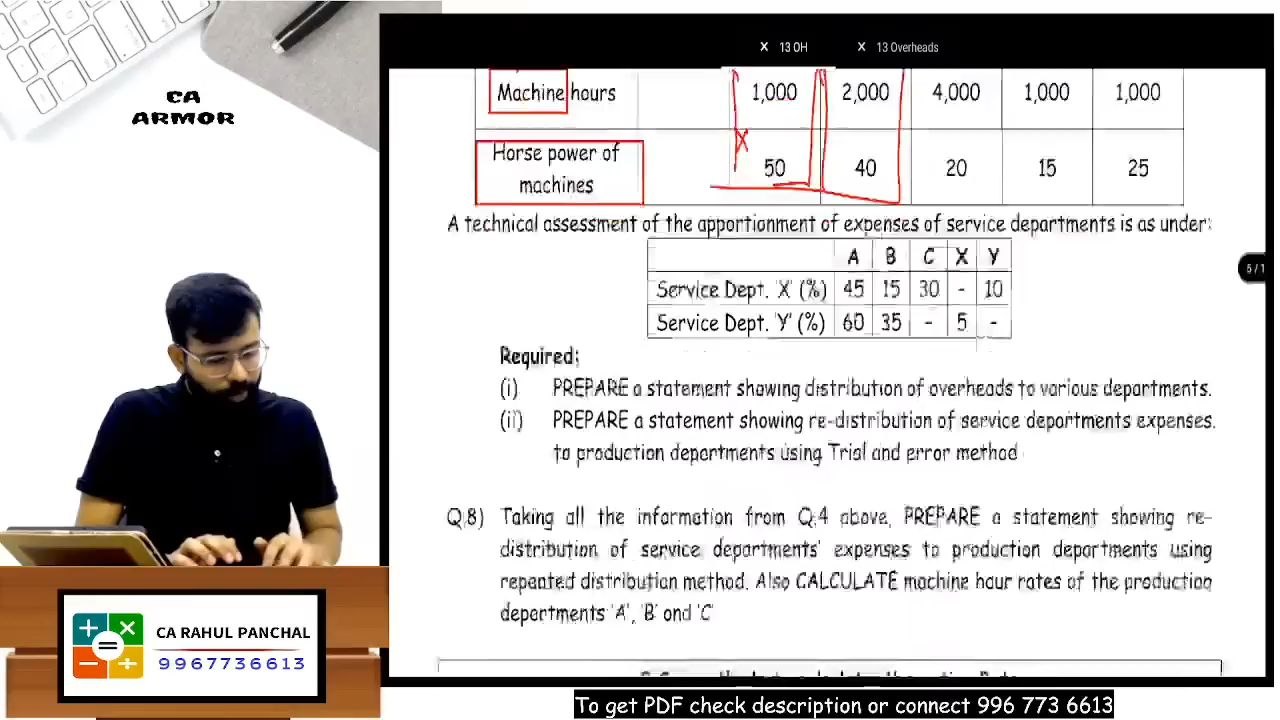 CA
ARMOR
13 OH
13 Overheads
Machine hours 1,000 2,000 4,000 1,000 1,000
X
Horse power of
machines 50 40 20 15 25
A technical assessment of the apportionment of expenses of service departments is as under:
A B C X Y
Service Dept. 'X' (%) 45 15 30 - 10
Service Dept. 'Y' (%) 60 35 - 5 -
5/1
Required;
(i) PREPARE a statement showing distribution of overheads to various departments.
(ii) PREPARE a statement showing re-distribution of service departments expenses.
to production departments using Trial and error method
Q.8) Taking all the information from Q.4 above, PREPARE a statement showing re-
distribution of service departments' expenses to production departments using
repeated distribution method. Also CALCULATE machine hour rates of the production
departments 'A', 'B' and 'C'
CA RAHUL PANCHAL
9967736613
To get PDF check description or connect 996 773 6613